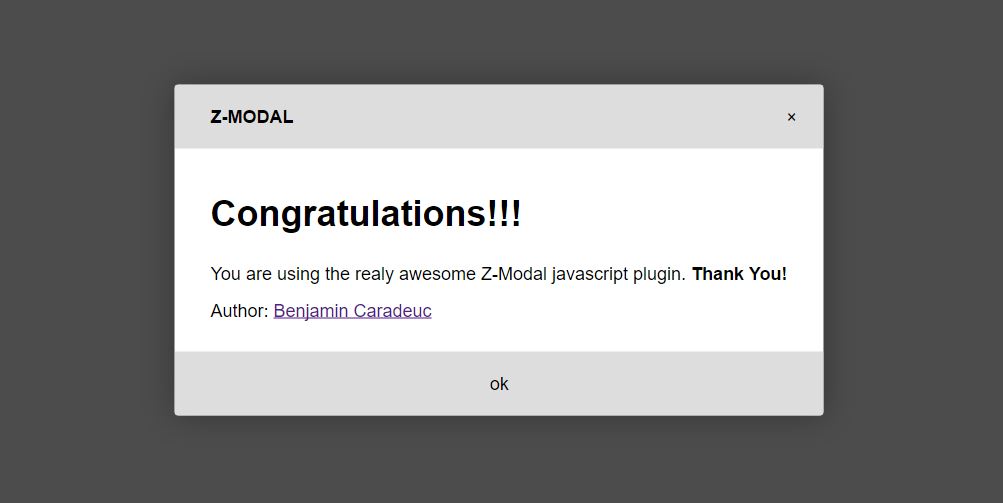 Z-MODAL ×
Congratulations!!!
You are using the realy awesome Z-Modal javascript plugin. Thank You!
Author: Benjamin Caradeuc
ok